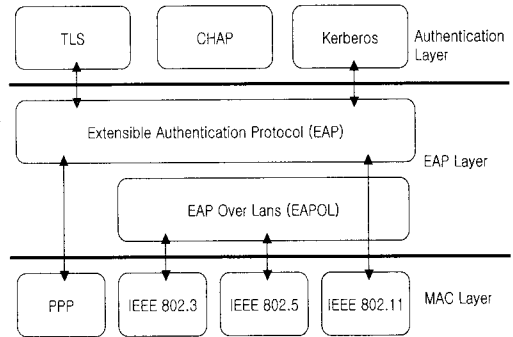 TLS
CHAP
Kerberos
Authentication
Layer
Extensible Authentication Protocol (EAP)
EAP Layer
EAP Over Lans (EAPOL)
PPP
IEEE 802.3
IEEE 802.5
IEEE 802.11
MAC Layer